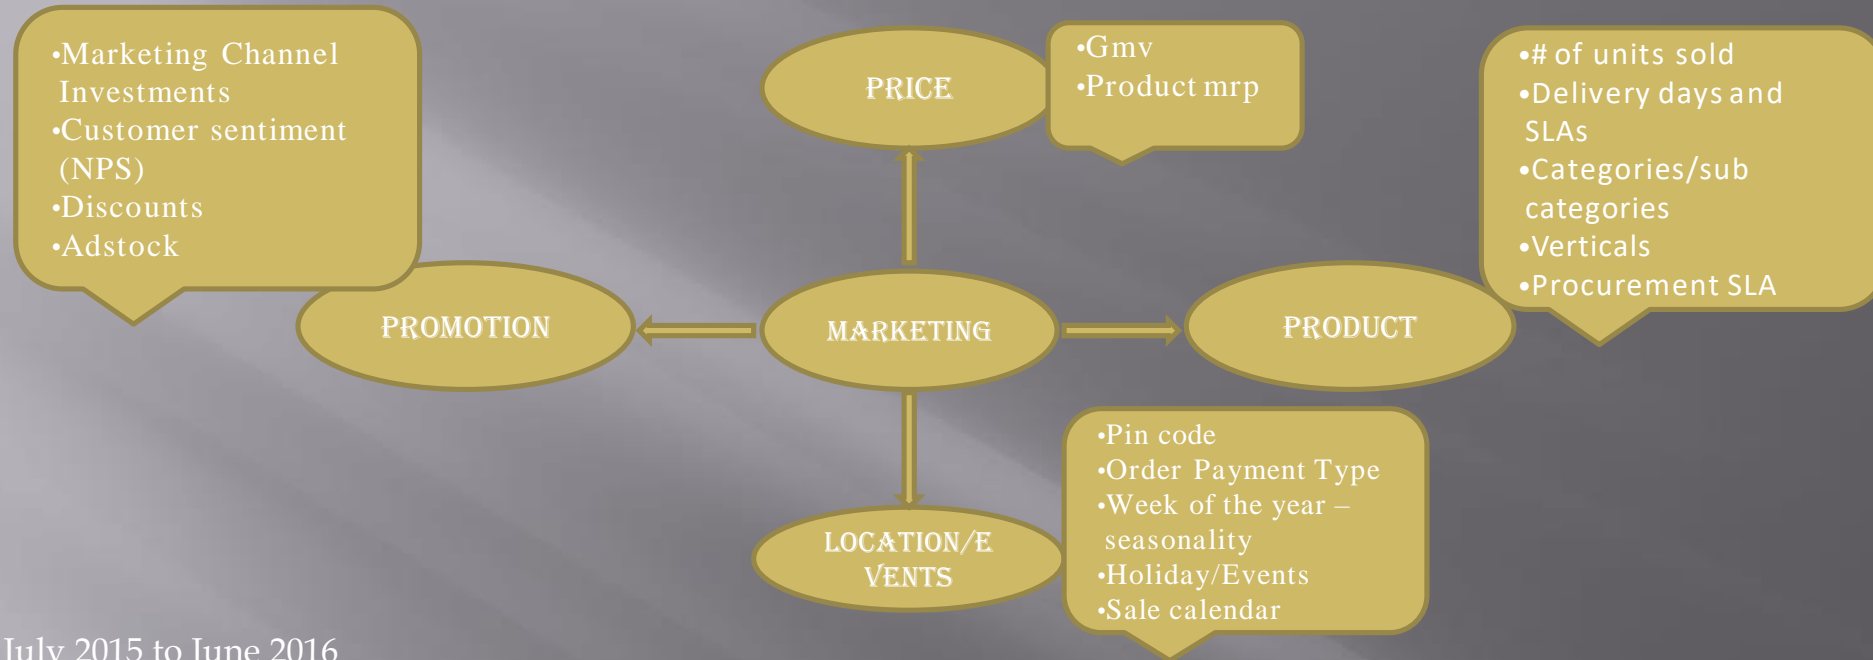 •Marketing Channel
Investments
•Customer sentiment
(NPS)
•Discounts
•Adstock
PRICE
•Gmv
•Product mrp
•# of units sold
•Delivery days and
SLAs
•Categories/sub
categories
•Verticals
•Procurement SLA
PROMOTION
MARKETING
PRODUCT
LOCATION/E
VENTS
•Pin code
•Order Payment Type
•Week of the year –
seasonality
•Holiday/Events
•Sale calendar
July 2015 to June 2016